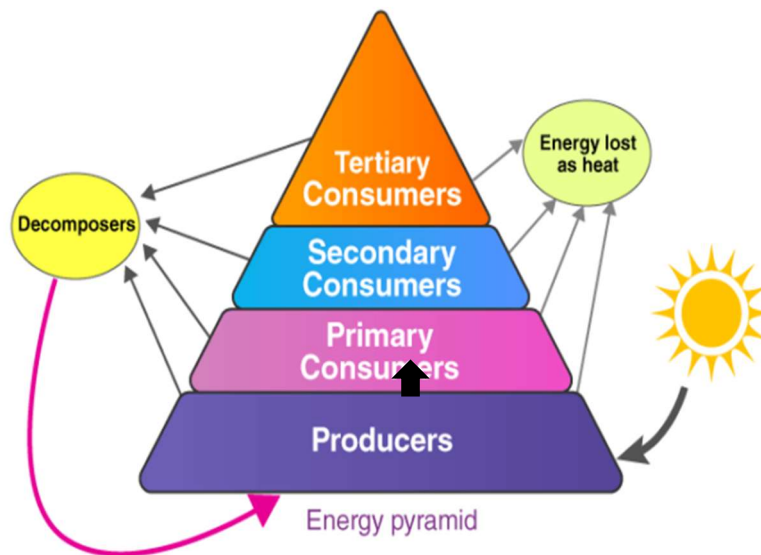 Tertiary
Consumers
Energy lost
as heat
Decomposers
Secondary
Consumers
Primary
Consumers
Producers
Energy pyramid